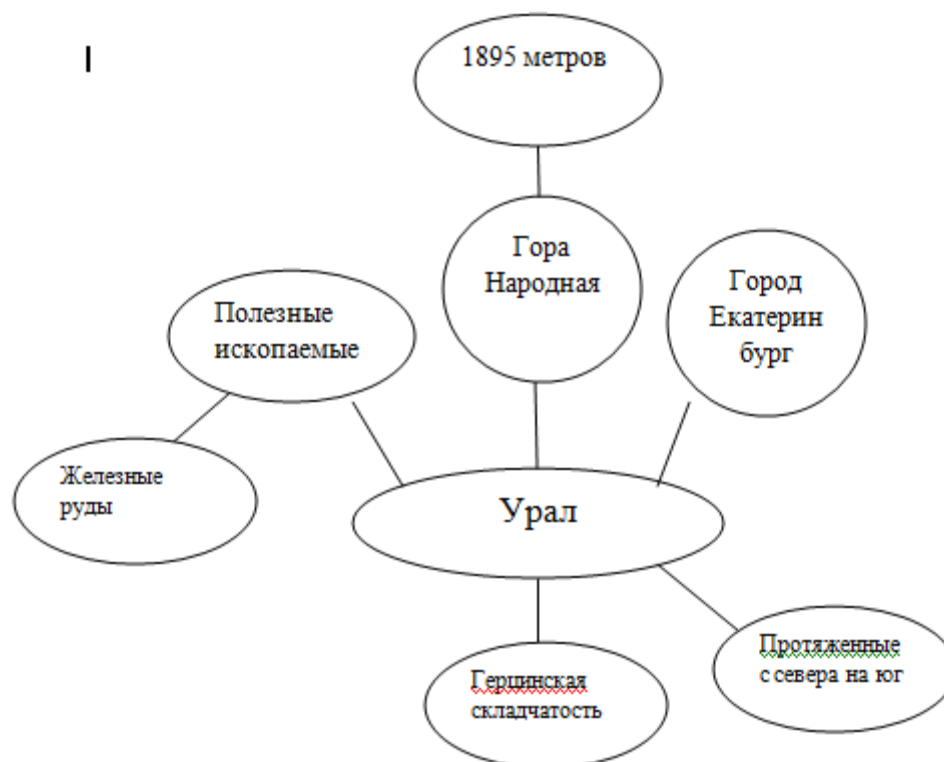 1895 метров
Гора
Народная
Город
Екатерин
бург
Полезные
ископаемые
Железные
руды
Урал
Герцинская
складчатость
Протяженные
с севера на юг